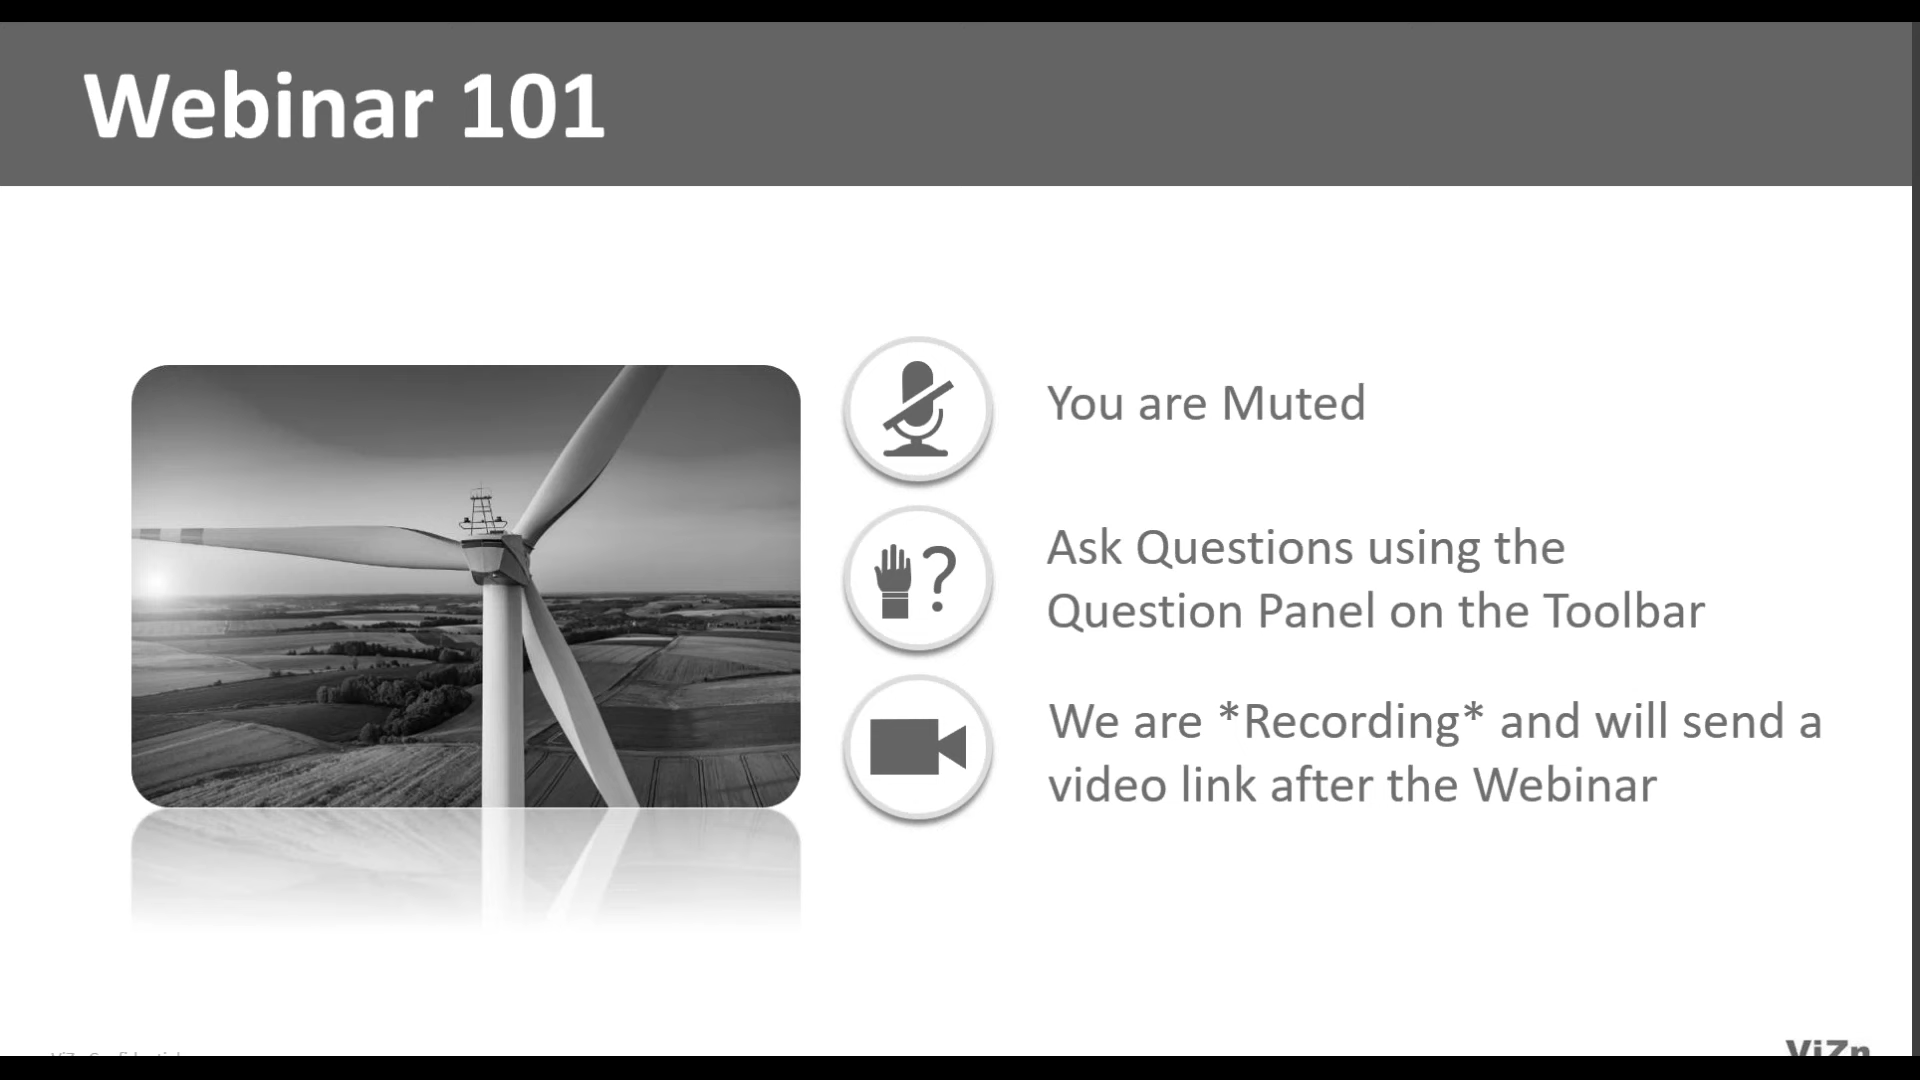 Webinar 101
You are Muted
Ask Questions using the
Question Panel on the Toolbar
We are *Recording* and will send a
video link after the Webinar
ViZn